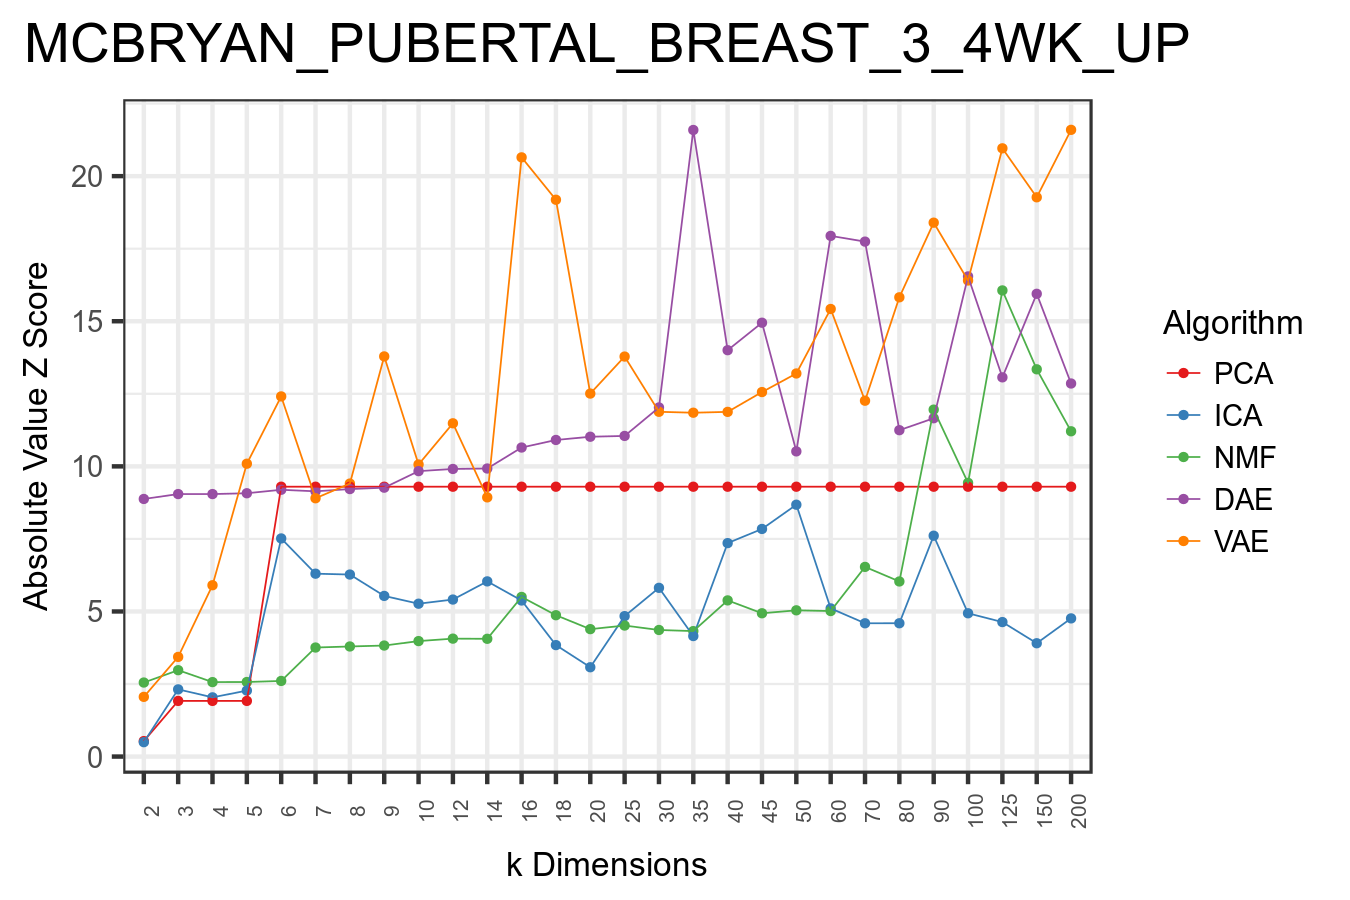 MCBRYAN_PUBERTAL_BREAST_3_4WK_UP
Absolute Value Z Score
20
15
10
5
0
2 3 4 5 6 7 8 9 10 12 14 16 18 20 25 30 35 40 45 50 60 70 80 90 100 125 150 200
k Dimensions
Algorithm
PCA
ICA
NMF
DAE
VAE